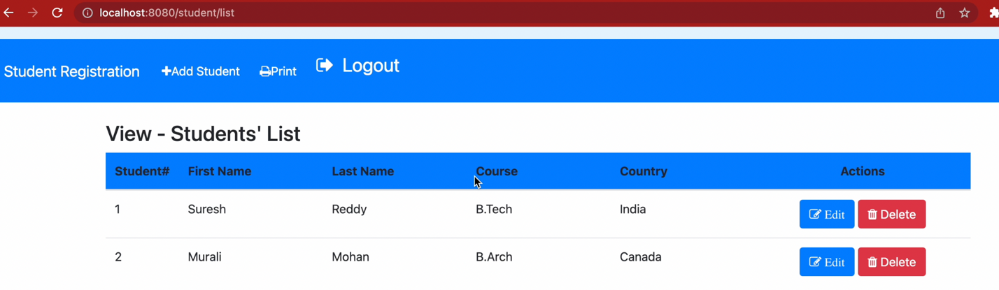 localhost:8080/student/list
Student Registration Add Student Print Logout
View - Students' List
Student# First Name Last Name Course Country Actions
1 Suresh Reddy B.Tech India Edit Delete
2 Murali Mohan B.Arch Canada Edit Delete